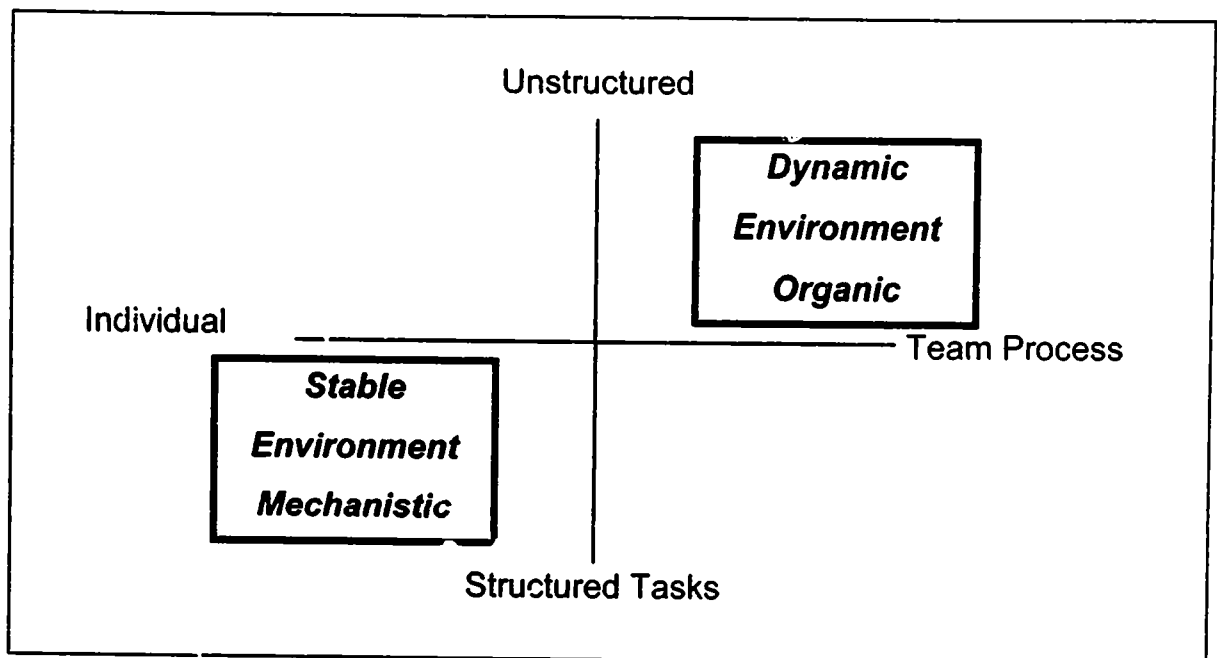 Unstructured
Dynamic
Environment
Organic
Individual
Team Process
Stable
Environment
Mechanistic
Structured Tasks